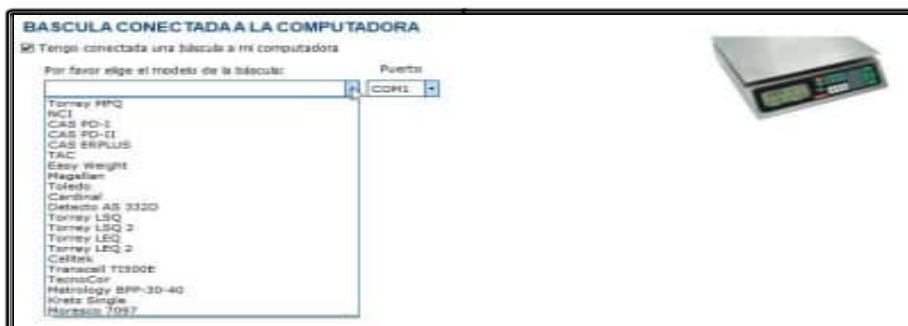 BASCULA CONECTADA A LA COMPUTADORA
Tengo conectada una báscula a mi computadora
Por favor elige el modelo de la báscula: Puerto
COM1
Torrey MFQ
NCI
CAS PD-I
CAS PD-II
CAS ERPLUS
TAC
Easy Weight
Magellan
Toledo
Cardinal
Detecto AS 332D
Torrey LSQ
Torrey LSQ 2
Torrey LEQ
Torrey LEQ 2
Celltek
Transcell TI500E
TecnoCor
Metrology BPP-30-40
Kretz Single
Moresco 7097